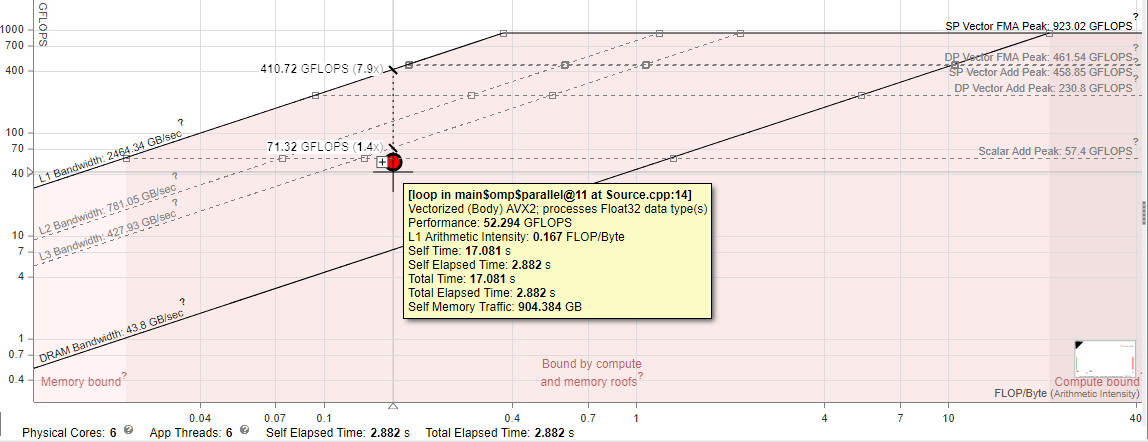 GFLOPS
?
1000
SP Vector FMA Peak: 923.02 GFLOPS
700
?
DP Vector FMA Peak: 461.54 GFLOPS
400
410.72 GFLOPS (7.9x)
?
SP Vector Add Peak: 458.85 GFLOPS
?
DP Vector Add Peak: 230.8 GFLOPS
100
70
71.32 GFLOPS (1.4x)
?
Scalar Add Peak: 57.4 GFLOPS
L1 Bandwidth: 2464.34 GB/sec
?
40
L2 Bandwidth: 781.05 GB/sec
?
L3 Bandwidth: 427.93 GB/sec
?
10
7
4
[loop in main$omp$parallel@11 at Source.cpp:14]
Vectorized (Body) AVX2; processes Float32 data type(s)
Performance: 52.294 GFLOPS
L1 Arithmetic Intensity: 0.167 FLOP/Byte
Self Time: 17.081 s
Self Elapsed Time: 2.882 s
Total Time: 17.081 s
Total Elapsed Time: 2.882 s
Self Memory Traffic: 904.384 GB
DRAM Bandwidth: 43.8 GB/sec
?
1
0.7
0.4
Memory bound?
Bound by compute
and memory roofs?
Compute bound?
FLOP/Byte (Arithmetic Intensity)
0.04 0.07 0.1 0.4 0.7 1 4 7 10 40
Physical Cores: 6 ? App Threads: 6 ? Self Elapsed Time: 2.882 s Total Elapsed Time: 2.882 s